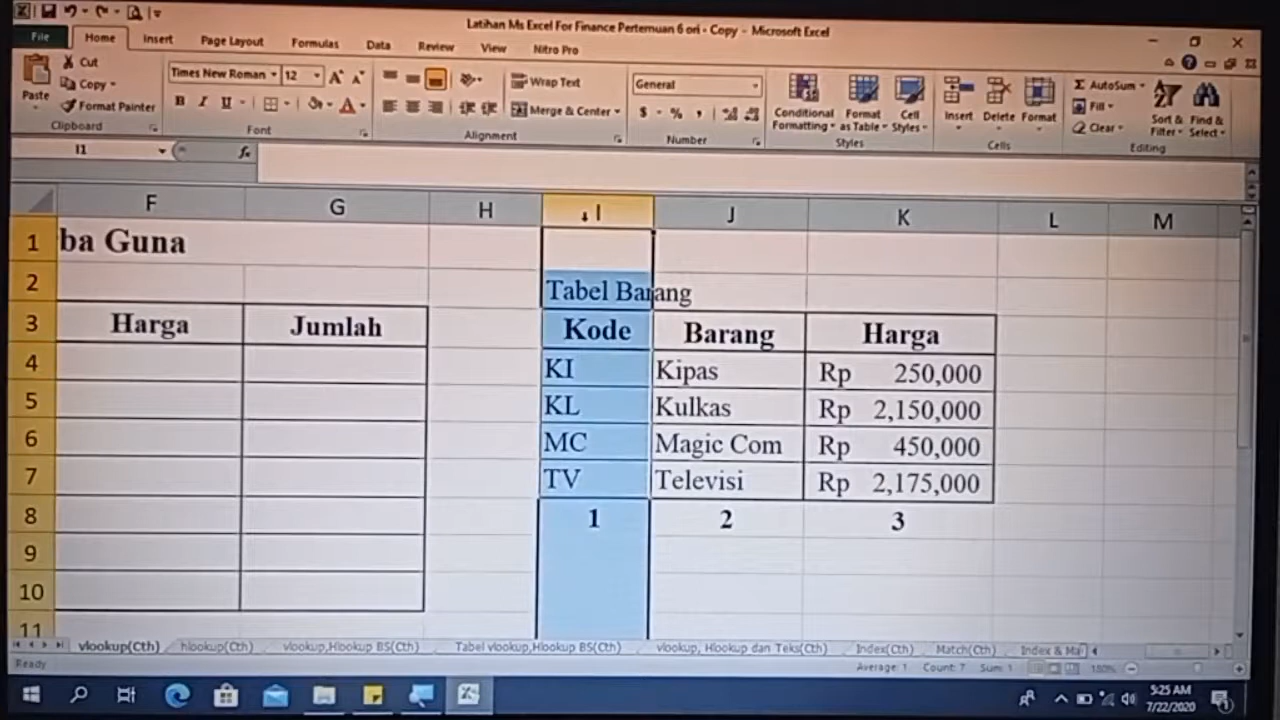 Latihan Ms Excel For Finance Pertemuan 6 ori - Copy - Microsoft Excel
File Home Insert Page Layout Formulas Data Review View Nitro Pro
Paste
Cut
Copy
Format Painter
Clipboard
Times New Roman 12
B I U
Font
Wrap Text
Merge & Center
Alignment
General
$ % ,
Number
Conditional Formatting
Format as Table
Cell Styles
Styles
Insert Delete Format
Cells
Σ AutoSum
Fill
Clear
Sort & Filter
Find & Select
Editing
I1 fx
F G H I J K L M
1 ba Guna
2 Tabel Barang
3 Harga Jumlah Kode Barang Harga
4 KI Kipas Rp 250,000
5 KL Kulkas Rp 2,150,000
6 MC Magic Com Rp 450,000
7 TV Televisi Rp 2,175,000
8 1 2 3
9
10
11
vlookup(Cth) hlookup(Cth) vlookup,Hlookup BS(Cth) Tabel vlookup,Hlookup BS(Cth) vlookup, Hlookup dan Teks(Cth) Index(Cth) Match(Cth) Index & Ma
Ready Average: 1 Count: 7 Sum: 1 180%
5:25 AM
7/22/2020